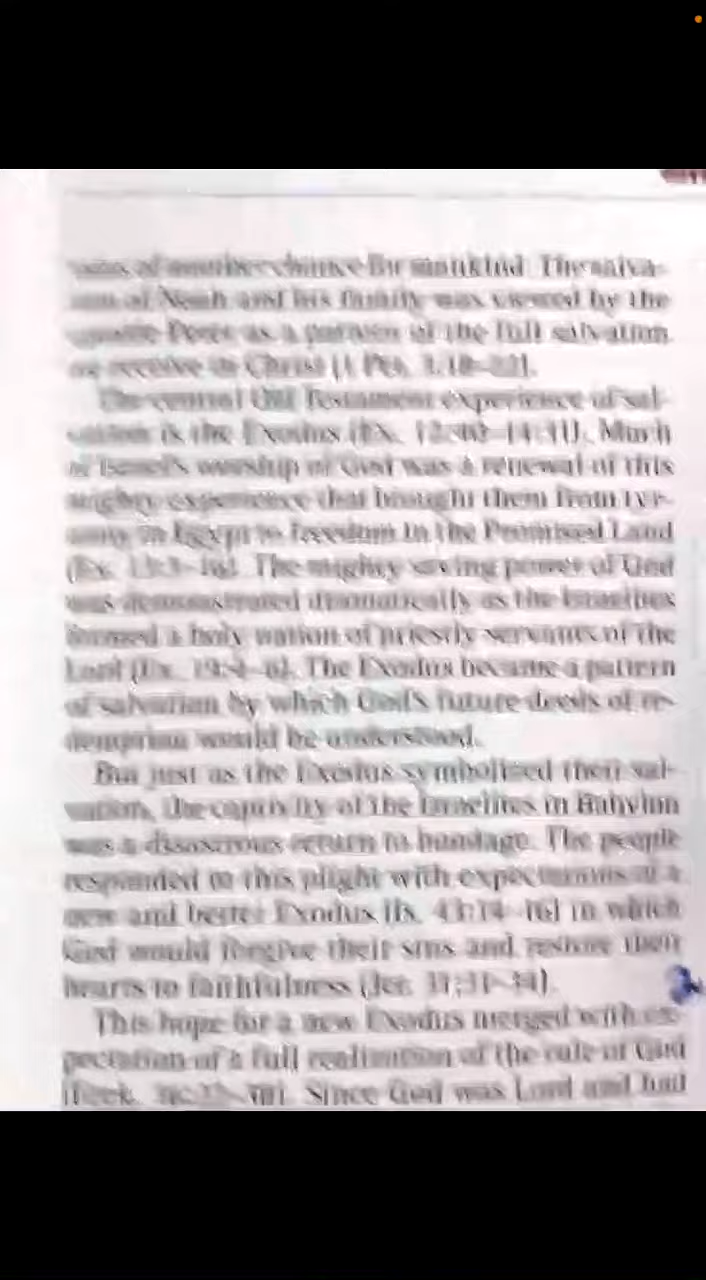 of another chance for mankind. The salva-
of Noah and his family was viewed by the
Peter as a pattern of the full salvation
we receive in Christ (1 Pet. 3:18–22).
The central Old Testament experience of sal-
vation is the Exodus (Ex. 12:40–14:31). Much
of Israel's worship of God was a renewal of this
mighty experience that brought them from tyr-
anny in Egypt to freedom in the Promised Land
(Ex. 13:3–16). The mighty saving power of God
was demonstrated dramatically as the Israelites
formed a holy nation of priestly servants of the
Lord (Ex. 19:4–6). The Exodus became a pattern
of salvation by which God's future deeds of re-
demption would be understood.
But just as the Exodus symbolized their sal-
vation, the captivity of the Israelites in Babylon
was a disastrous return to bondage. The people
responded to this plight with expectations of a
new and better Exodus (Is. 43:14–16) in which
God would forgive their sins and restore their
hearts to faithfulness (Jer. 31:31–34).
This hope for a new Exodus merged with ex-
pectation of a full realization of the rule of God
Since God was Lord and had